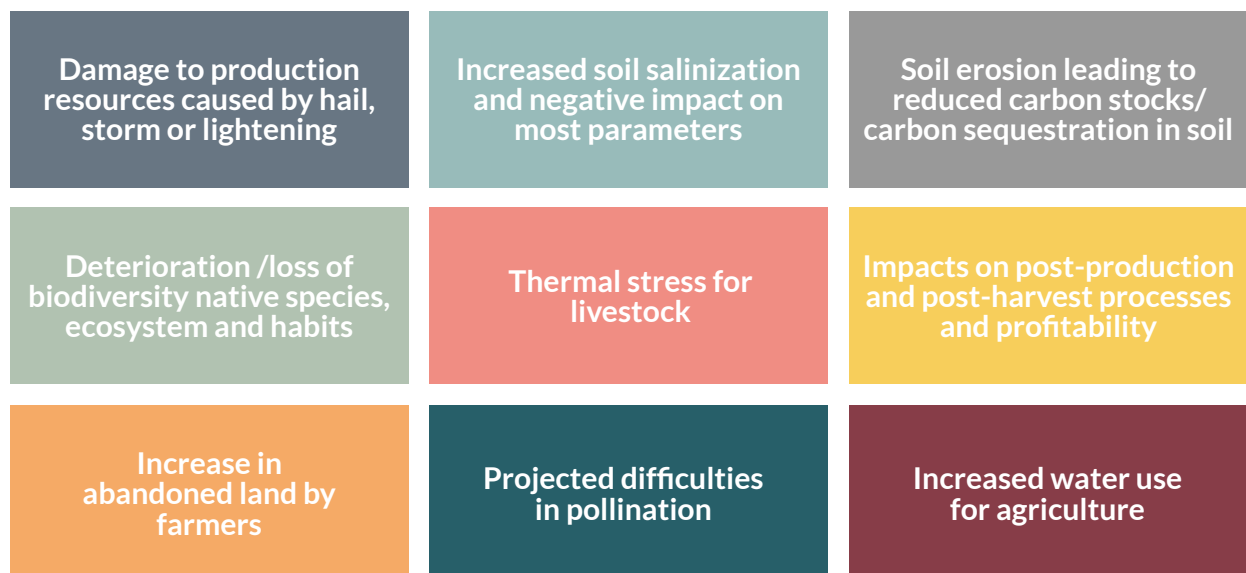 Damage to production
resources caused by hail,
storm or lightening
Increased soil salinization
and negative impact on
most parameters
Soil erosion leading to
reduced carbon stocks/
carbon sequestration in soil
Deterioration /loss of
biodiversity native species,
ecosystem and habits
Thermal stress for
livestock
Impacts on post-production
and post-harvest processes
and profitability
Increase in
abandoned land by
farmers
Projected difficulties
in pollination
Increased water use
for agriculture